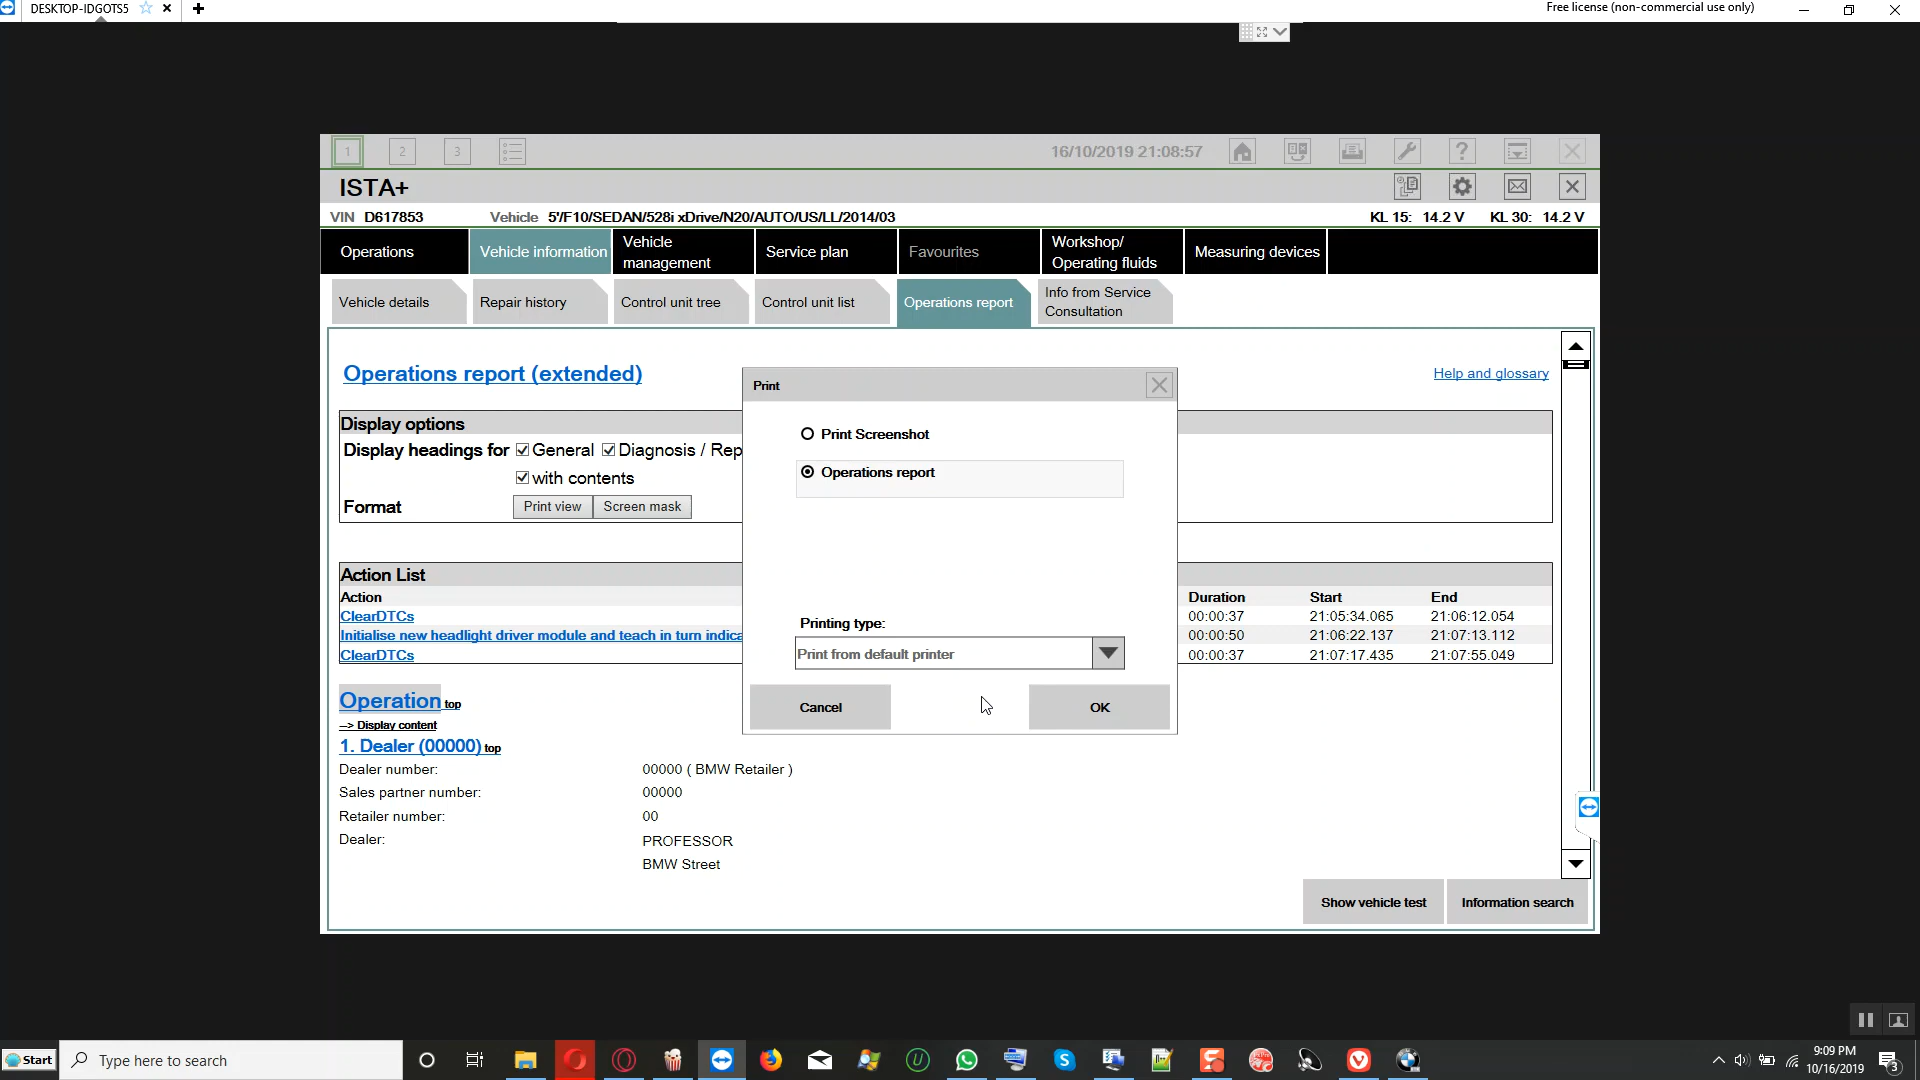 DESKTOP-IDGOTS5
Free license (non-commercial use only)
1 2 3 16/10/2019 21:08:57
ISTA+
VIN D617853 Vehicle 5'/F10/SEDAN/528i xDrive/N20/AUTO/US/LL/2014/03 KL 15: 14.2 V KL 30: 14.2 V
Operations
Vehicle information
Vehicle
management
Service plan
Favourites
Workshop/
Operating fluids
Measuring devices
Vehicle details
Repair history
Control unit tree
Control unit list
Operations report
Info from Service
Consultation
Operations report (extended)
Help and glossary
Display options
Display headings for General Diagnosis / Rep
with contents
Format Print view Screen mask
Print
Print Screenshot
Operations report
Printing type:
Print from default printer
Cancel OK
Action List
Action Duration Start End
ClearDTCs 00:00:37 21:05:34.065 21:06:12.054
Initialise new headlight driver module and teach in turn indica 00:00:50 21:06:22.137 21:07:13.112
ClearDTCs 00:00:37 21:07:17.435 21:07:55.049
Operation top
--> Display content
1. Dealer (00000) top
Dealer number: 00000 ( BMW Retailer )
Sales partner number: 00000
Retailer number: 00
Dealer: PROFESSOR
BMW Street
Show vehicle test Information search
Start
Type here to search
9:09 PM
10/16/2019
3